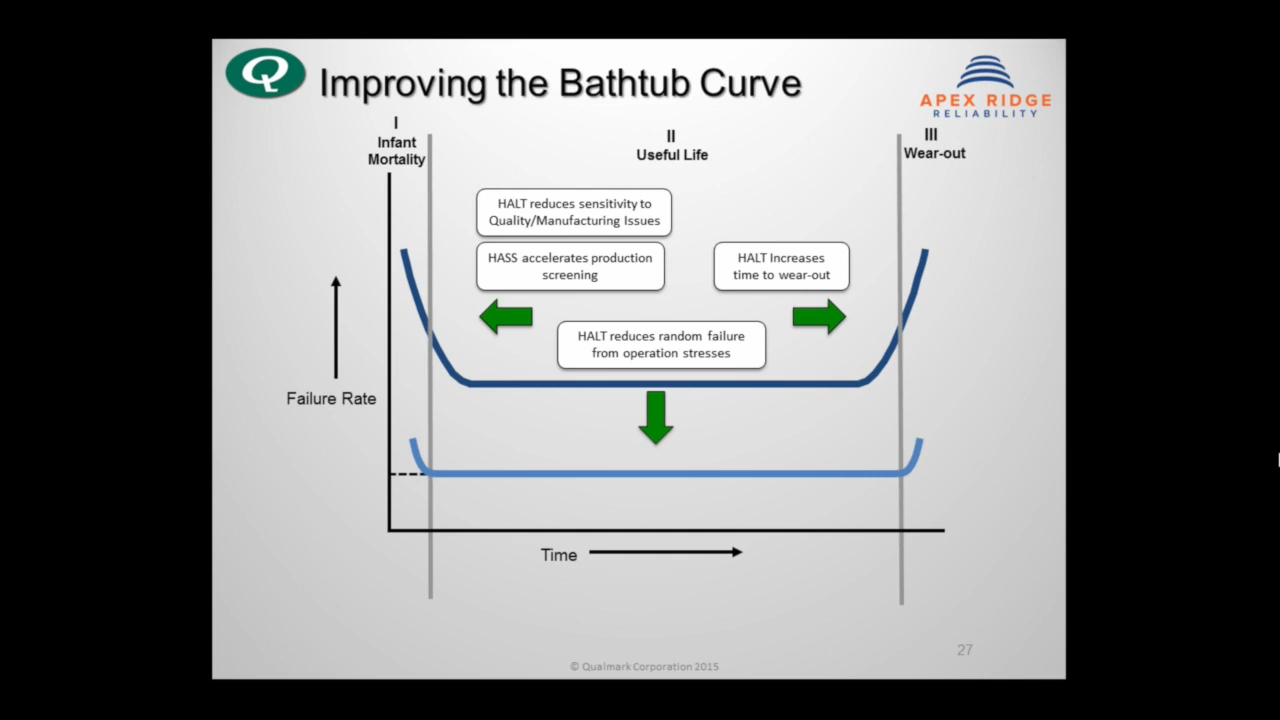 Q
Improving the Bathtub Curve
APEX RIDGE
RELIABILITY
I
Infant
Mortality
II
Useful Life
III
Wear-out
HALT reduces sensitivity to
Quality/Manufacturing Issues
HASS accelerates production
screening
HALT Increases
time to wear-out
HALT reduces random failure
from operation stresses
Failure Rate
Time
27
© Qualmark Corporation 2015